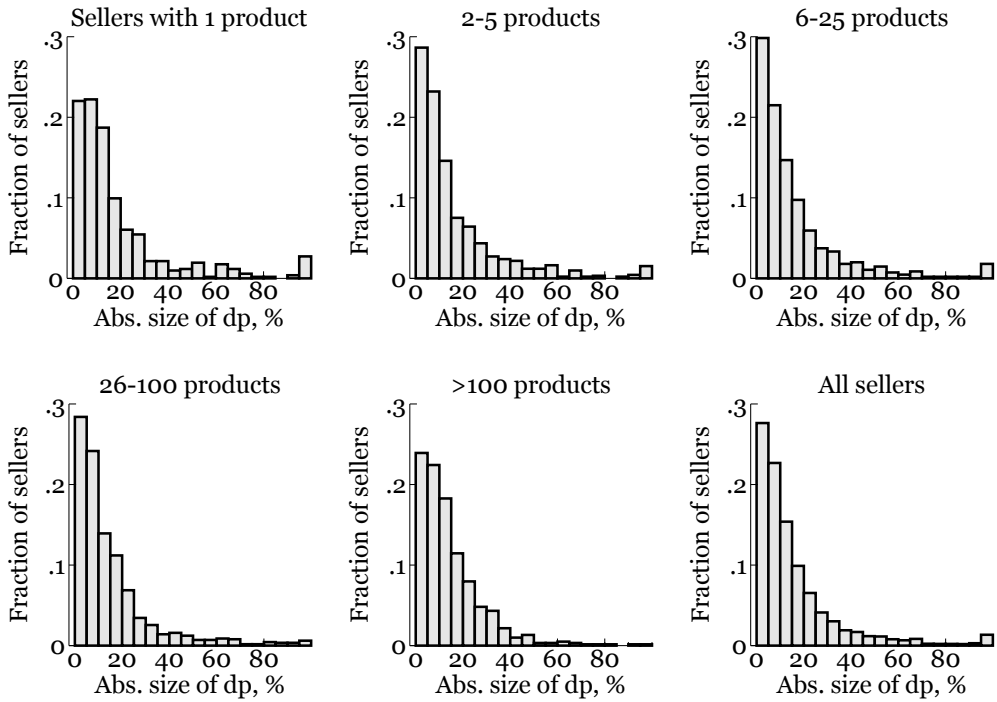 Sellers with 1 product
.3
.2
.1
0
Fraction of sellers
0 20 40 60 80
Abs. size of dp, %
2-5 products
.3
.2
.1
0
Fraction of sellers
0 20 40 60 80
Abs. size of dp, %
6-25 products
.3
.2
.1
0
Fraction of sellers
0 20 40 60 80
Abs. size of dp, %
26-100 products
.3
.2
.1
0
Fraction of sellers
0 20 40 60 80
Abs. size of dp, %
>100 products
.3
.2
.1
0
Fraction of sellers
0 20 40 60 80
Abs. size of dp, %
All sellers
.3
.2
.1
0
Fraction of sellers
0 20 40 60 80
Abs. size of dp, %